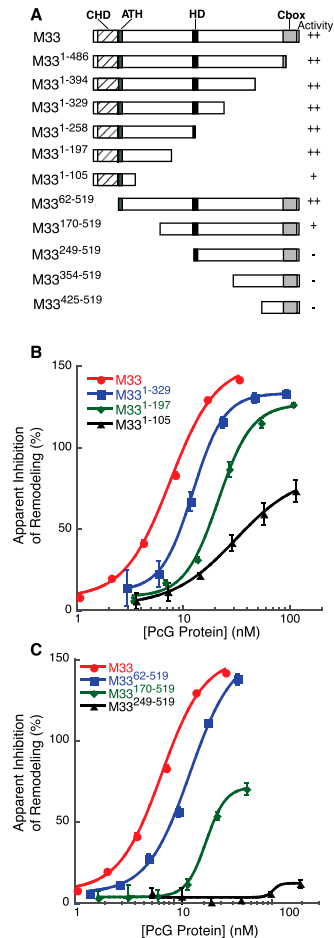 A
CHD ATH HD Cbox
Activity
M33 ++
M33 1-486 ++
M33 1-394 ++
M33 1-329 ++
M33 1-258 ++
M33 1-197 ++
M33 1-105 +
M33 62-519 ++
M33 170-519 +
M33 249-519 -
M33 354-519 -
M33 425-519 -
B
150
100
50
0
Apparent Inhibition
of Remodeling (%)
M33
M33 1-329
M33 1-197
M33 1-105
1 10 100
[PcG Protein] (nM)
C
150
100
50
0
Apparent Inhibition
of Remodeling (%)
M33
M33 62-519
M33 170-519
M33 249-519
1 10 100
[PcG Protein] (nM)